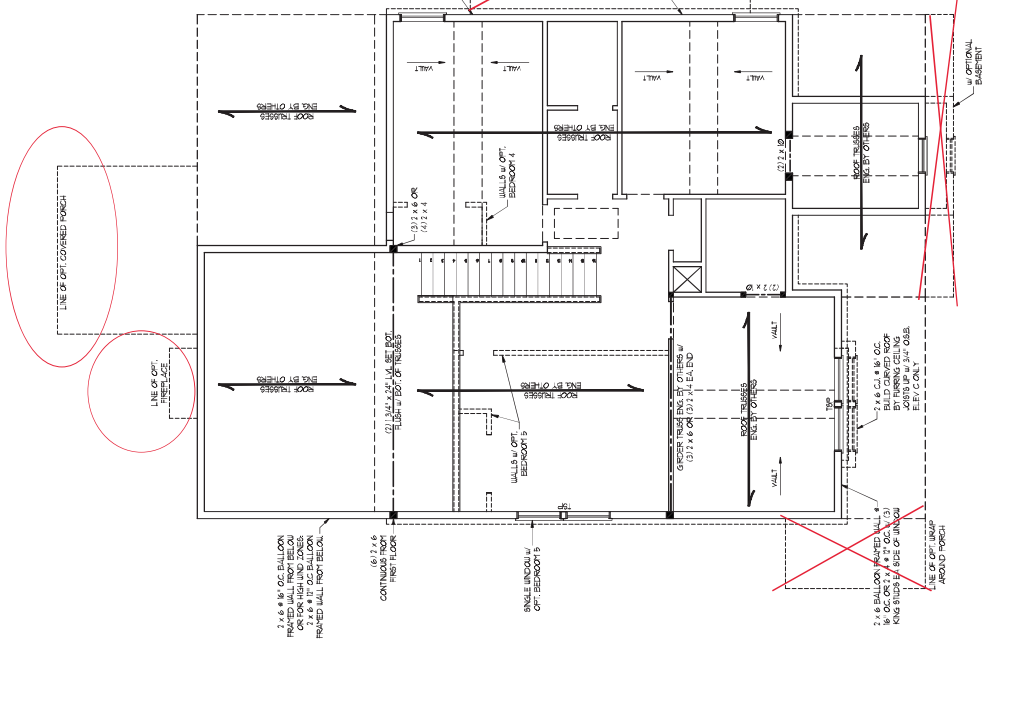 VAULT
VAULT
VAULT
VAULT
w/ OPTIONAL
BASEMENT
ROOF TRUSSES
ENG. BY OTHERS
ROOF TRUSSES
ENG. BY OTHERS
ROOF TRUSSES
ENG. BY OTHERS
(2) 2 x 10
WALLS w/ OPT.
BEDROOM 4
(3) 2 x 6 OR
(4) 2 x 4
LINE OF OPT. COVERED PORCH
(2) 2 x 10
LINE OF OPT.
FIREPLACE
ROOF TRUSSES
ENG. BY OTHERS
(2) 1 3/4" x 24" LVL SET BOT.
FLUSH w/ BOT. OF TRUSSES
ROOF TRUSSES
ENG. BY OTHERS
WALLS w/ OPT.
BEDROOM 5
GIRDER TRUSS ENG. BY OTHERS w/
(3) 2 x 6 OR (3) 2 x 4 EA. END
ROOF TRUSSES
ENG. BY OTHERS
VAULT
VAULT
2 x 6 C.J. @ 16" O.C.
BUILD CURVED ROOF
BY FURRING CEILING
JOISTS UP w/ 3/4" O.S.B.
ELEV C ONLY
2 x 6 @ 16" O.C. BALLOON
FRAMED WALL FROM BELOW
OR FOR HIGH WIND ZONES:
2 x 6 @ 12" O.C. BALLOON
FRAMED WALL FROM BELOW.
(6) 2 x 6
CONTINUOUS FROM
FIRST FLOOR
SINGLE WINDOW w/
OPT. BEDROOM 5
2 x 6 BALLOON FRAMED WALL @
16" O.C. OR 2 x 4 @ 12" O.C. w/ (3)
KING STUDS EA SIDE OF WINDOW
LINE OF OPT. WRAP
AROUND PORCH